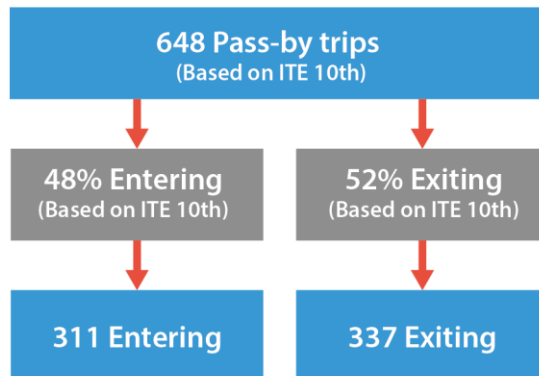 648 Pass-by trips
(Based on ITE 10th)
48% Entering
(Based on ITE 10th)
52% Exiting
(Based on ITE 10th)
311 Entering
337 Exiting